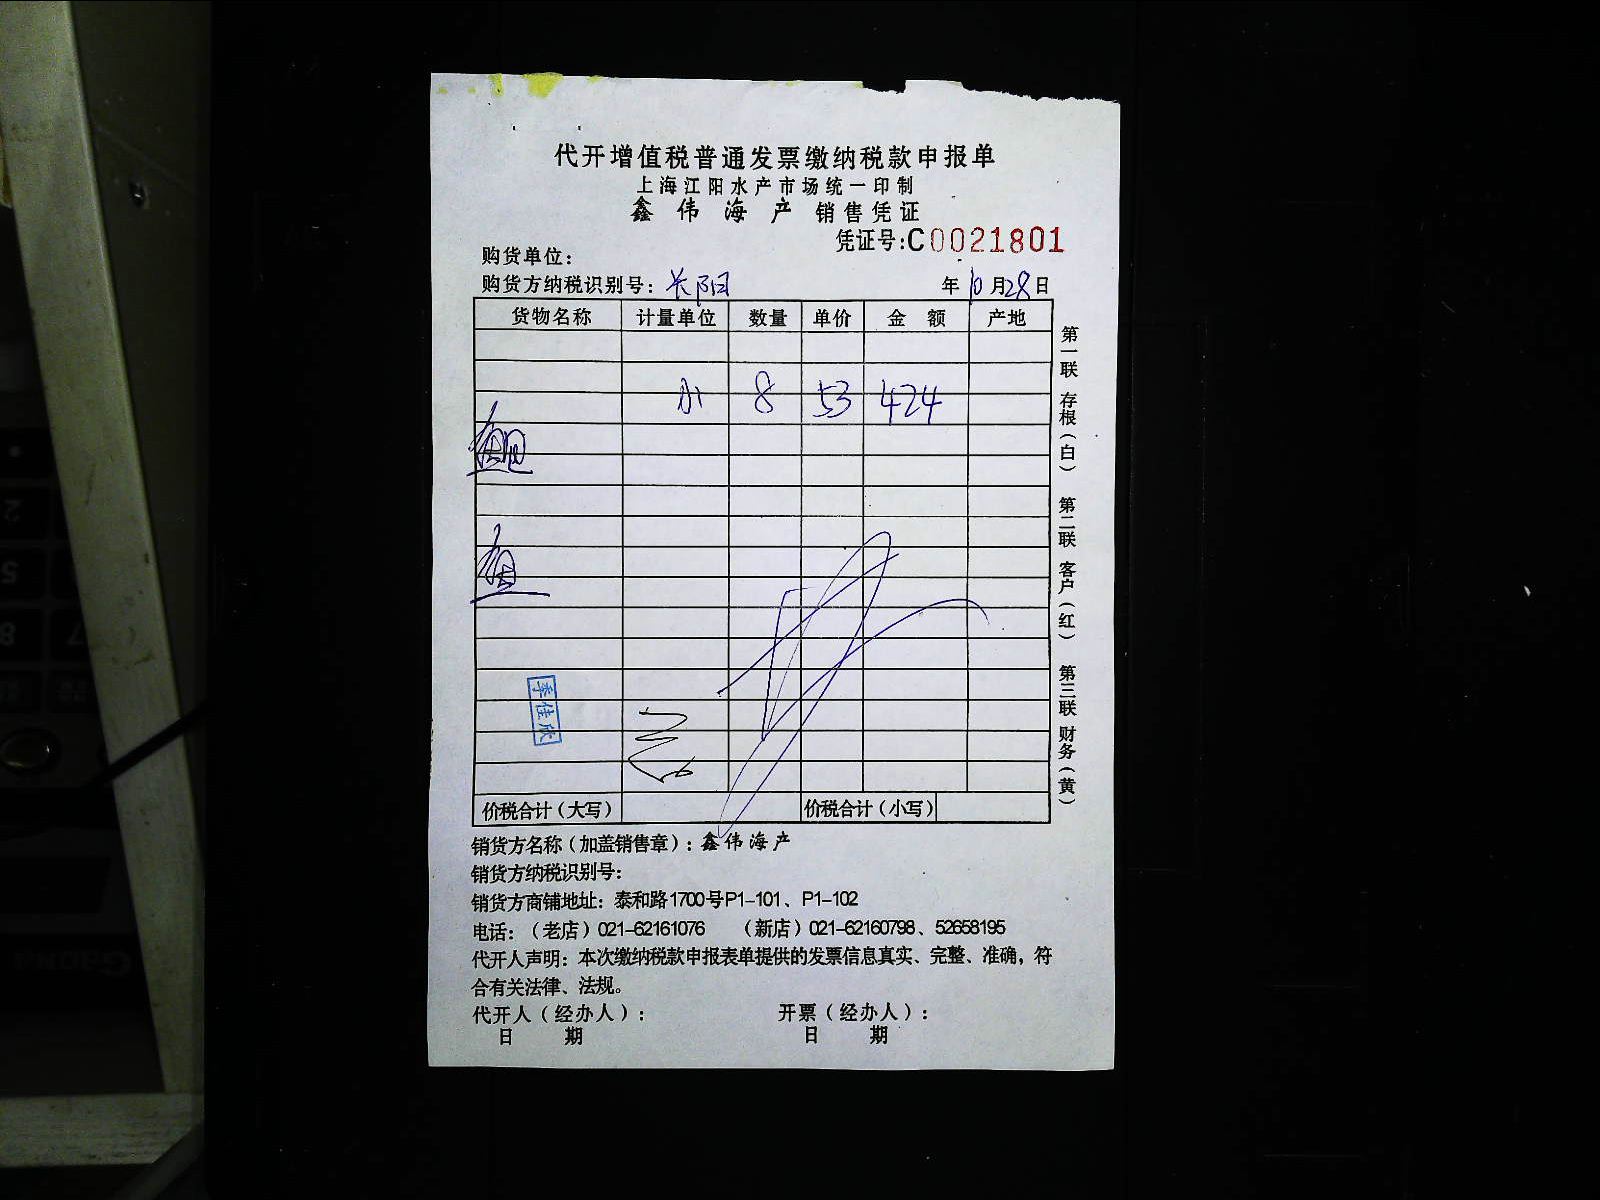 代开增值税普通发票缴纳税款申报单
上海江阳水产市场统一印制
鑫伟海产 销售凭证
凭证号:C0021801
购货单位:
购货方纳税识别号: 长阳 年10月28日
货物名称 计量单位 数量 单价 金额 产地
小 8 53 424
李佳欣
价税合计(大写) 价税合计(小写)
第一联 存根(白) 第二联 客户(红) 第三联 财务(黄)
销货方名称(加盖销售章): 鑫伟海产
销货方纳税识别号:
销货方商铺地址: 泰和路1700号P1-101、P1-102
电话: (老店) 021-62161076 (新店) 021-62160798、52658195
代开人声明: 本次缴纳税款申报表单提供的发票信息真实、完整、准确,符
合有关法律、法规。
代开人(经办人): 开票(经办人):
日期 日期